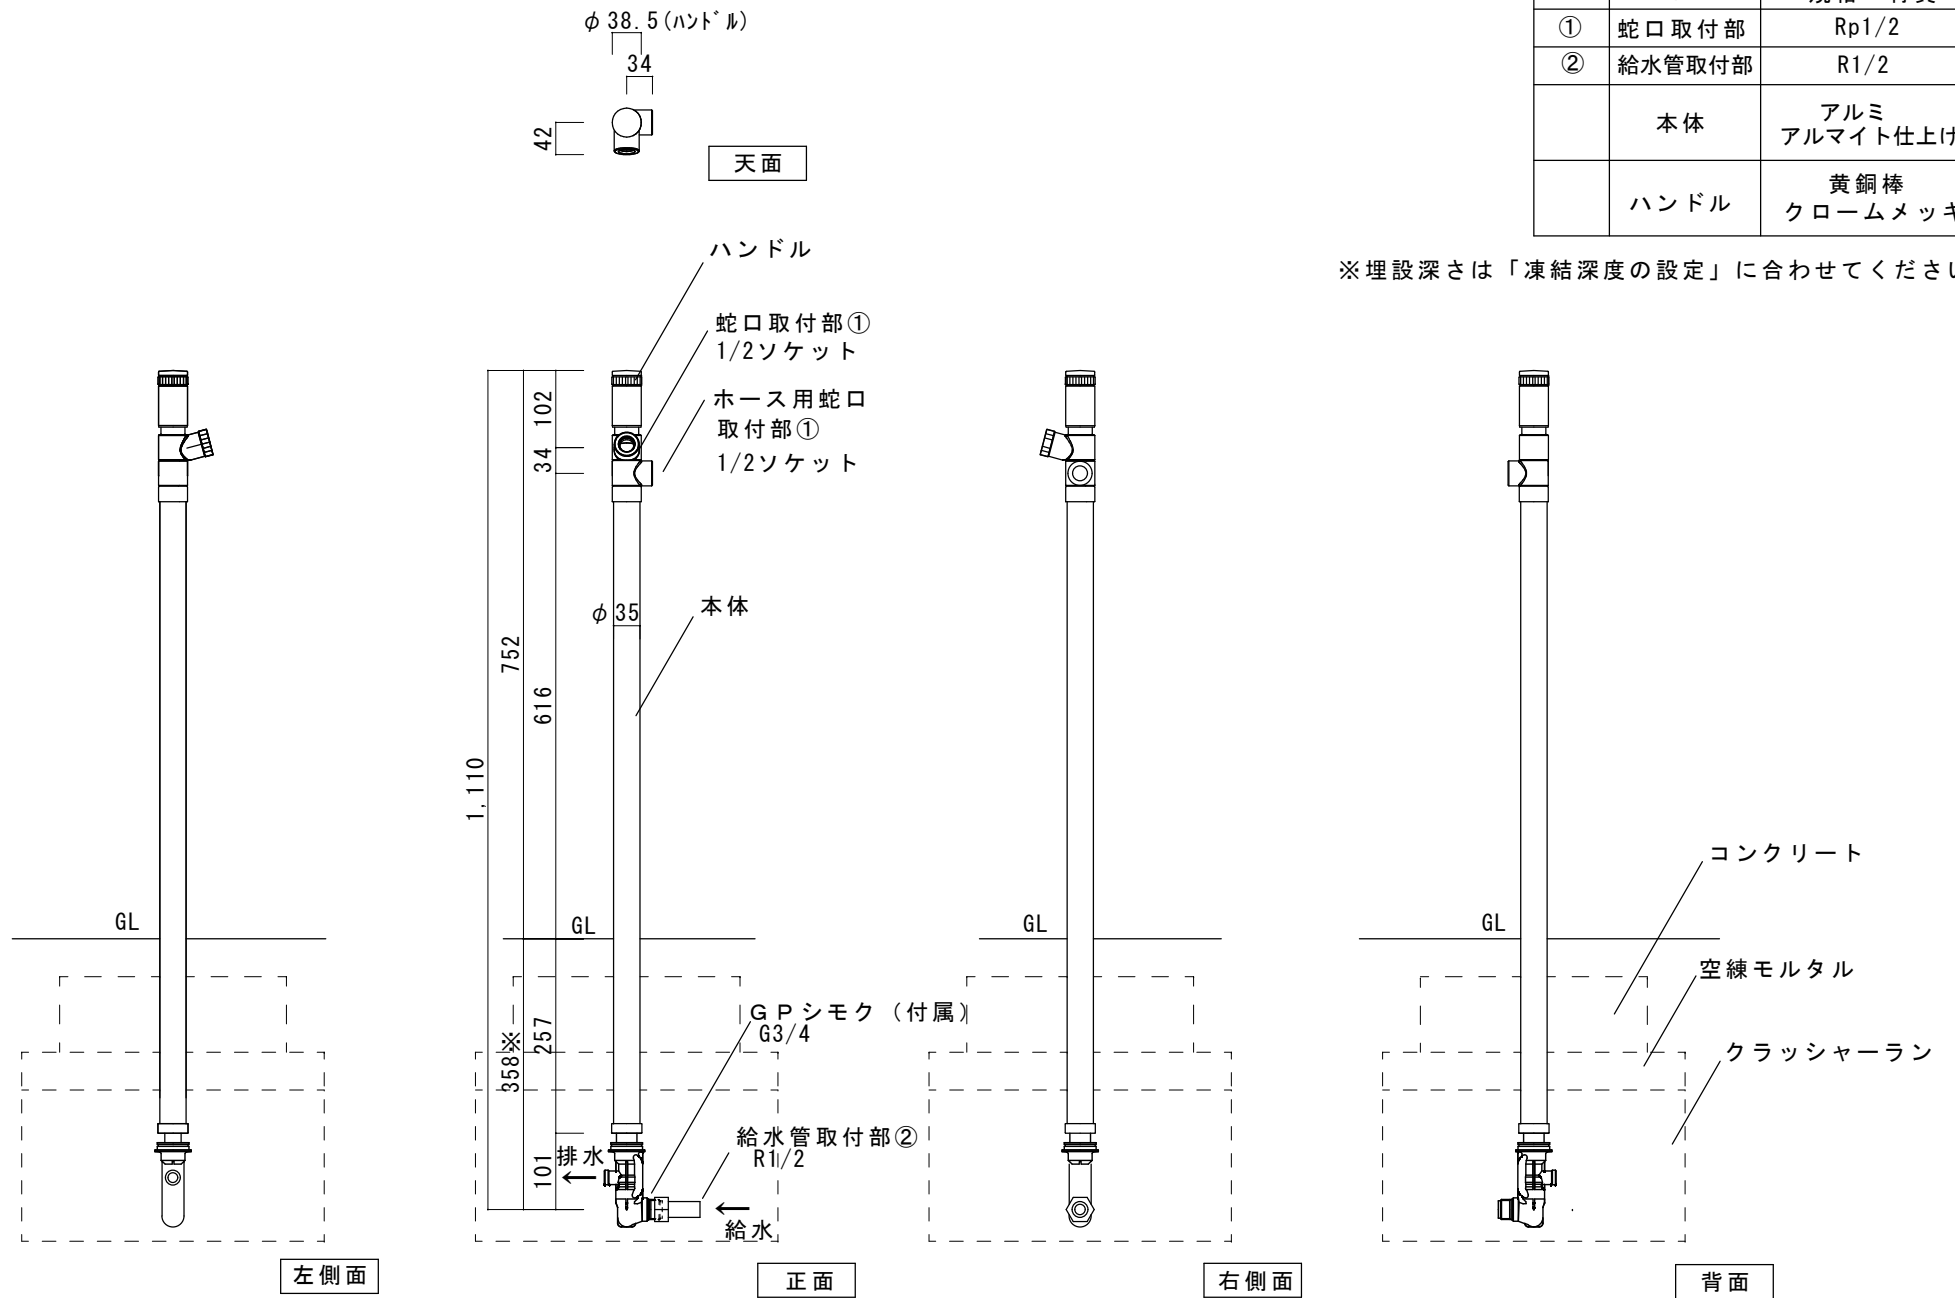 φ38.5(ﾊﾝﾄﾞﾙ)
34
42
天面
① 蛇口取付部 Rp1/2
② 給水管取付部 R1/2
本体 アルミ
アルマイト仕上げ
ハンドル 黄銅棒
クロームメッキ
※埋設深さは「凍結深度の設定」に合わせてください
ハンドル
蛇口取付部①
1/2ソケット
ホース用蛇口
取付部①
1/2ソケット
102
34
φ35
本体
752
616
1,110
GL
GL
GL
GL
コンクリート
空練モルタル
クラッシャーラン
GPシモク（付属）
G3/4
257
358※
101
給水管取付部②
R1/2
排水
給水
左側面
正面
右側面
背面